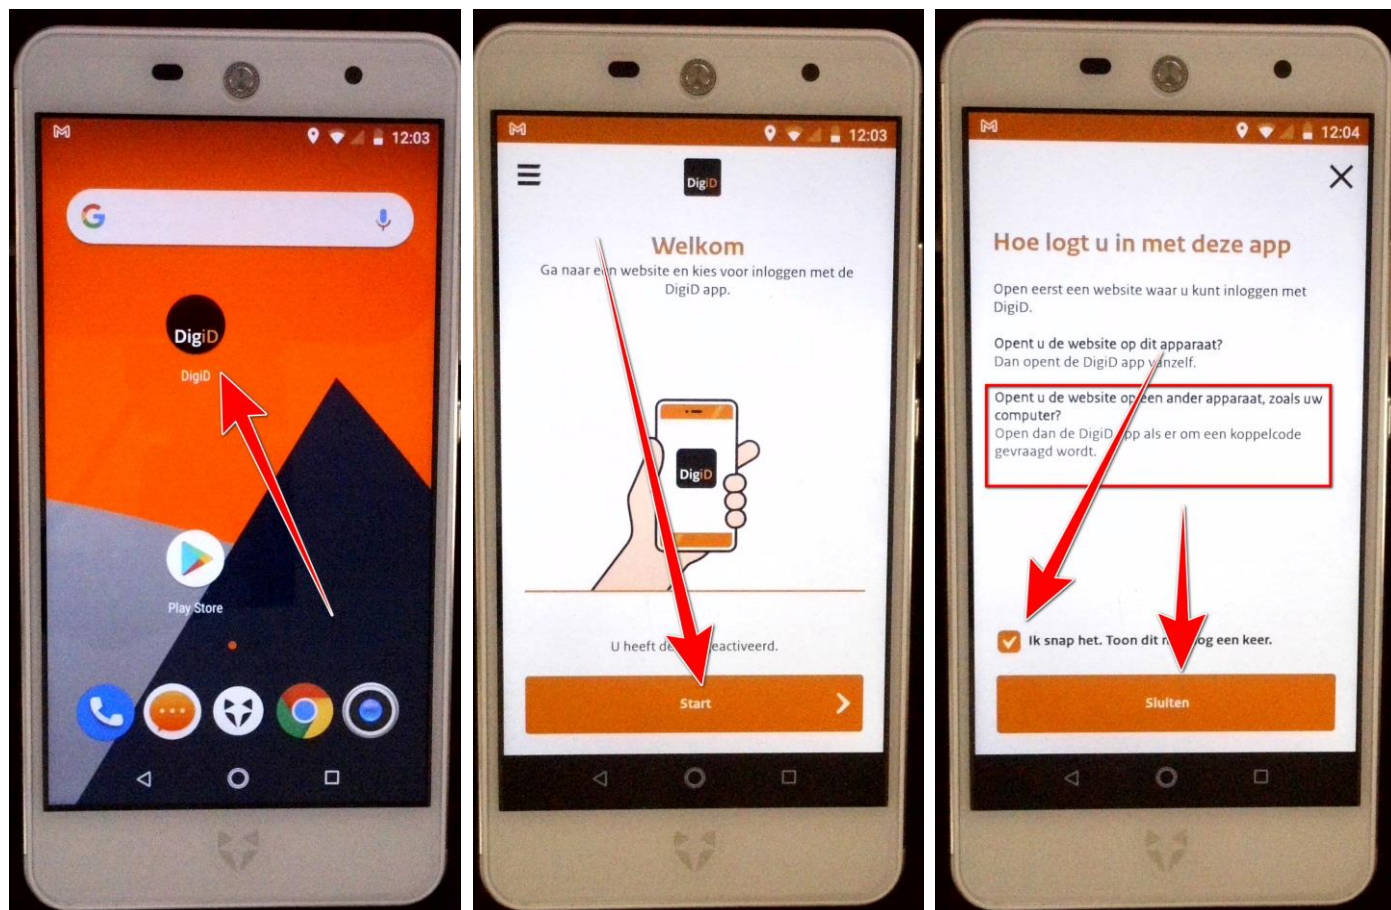 12:03
DigiD
DigiD
Play Store
12:03
DigiD
Welkom
Ga naar een website en kies voor inloggen met de
DigiD app.
DigiD
U heeft de
Start
12:04
Hoe logt u in met deze app
Open eerst een website waar u kunt inloggen met
DigiD.
Opent u de website op dit apparaat?
Dan opent de DigiD app vanzelf.
Opent u de website op een ander apparaat, zoals uw
computer?
Open dan de DigiD app als er om een koppelcode
gevraagd wordt.
Ik snap het. Toon dit een keer.
Sluiten